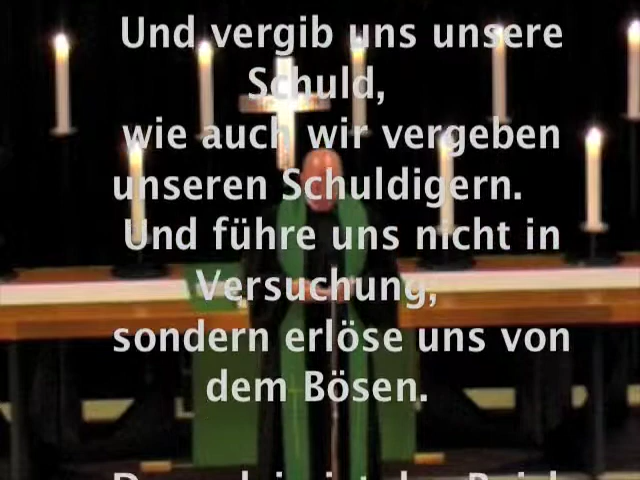 Und vergib uns unsere
Schuld,
wie auch wir vergeben
unseren Schuldigern.
Und führe uns nicht in
Versuchung,
sondern erlöse uns von
dem Bösen.